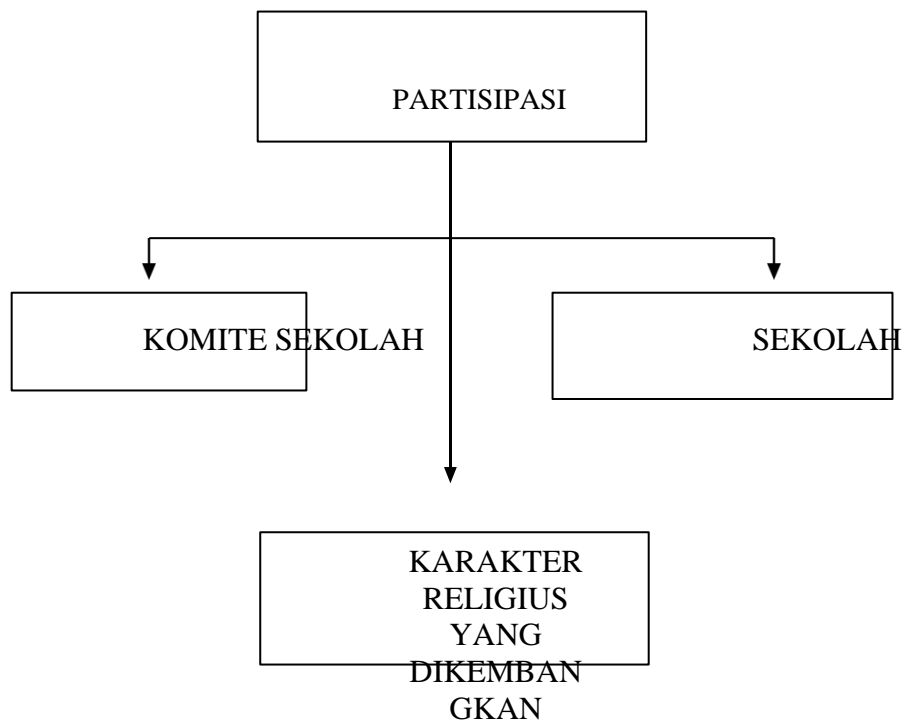 PARTISIPASI
KOMITE SEKOLAH
SEKOLAH
KARAKTER
RELIGIUS
YANG
DIKEMBAN
GKAN